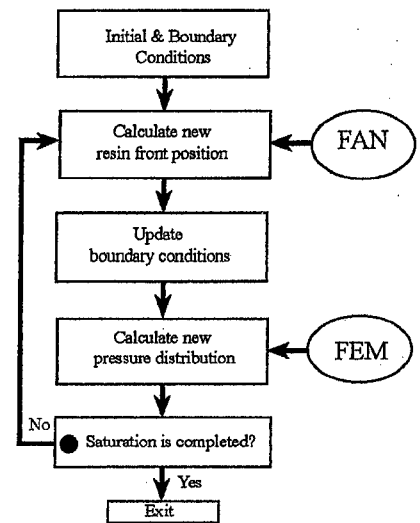 Initial & Boundary
Conditions
Calculate new
resin front position
FAN
Update
boundary conditions
Calculate new
pressure distribution
FEM
No
Saturation is completed?
Yes
Exit